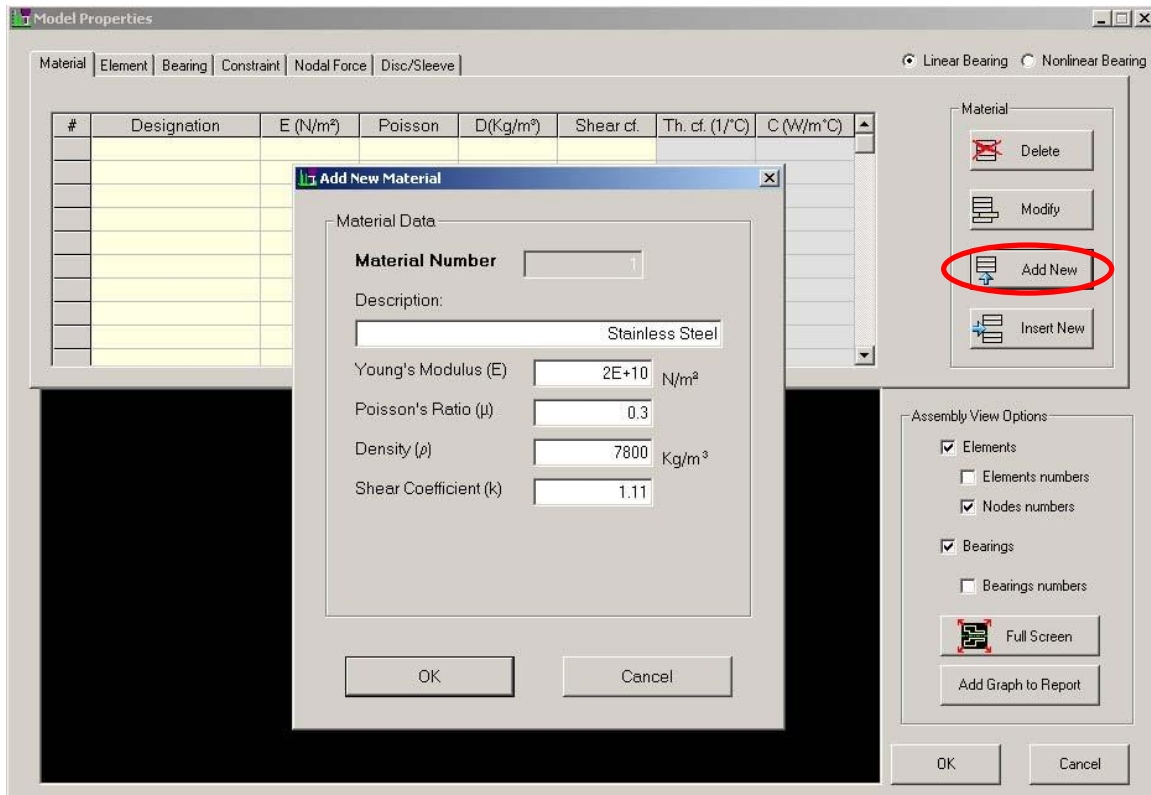 Model Properties
Material Element Bearing Constraint Nodal Force Disc/Sleeve
Linear Bearing Nonlinear Bearing
# Designation E (N/m²) Poisson D(Kg/m³) Shear cf. Th. cf. (1/°C) C (W/m°C)
Material
Delete
Modify
Add New
Insert New
Add New Material
Material Data
Material Number 1
Description:
Stainless Steel
Young's Modulus (E) 2E+10 N/m²
Poisson's Ratio (µ) 0.3
Density (ρ) 7800 Kg/m³
Shear Coefficient (k) 1.11
OK Cancel
Assembly View Options
Elements
Elements numbers
Nodes numbers
Bearings
Bearings numbers
Full Screen
Add Graph to Report
OK Cancel